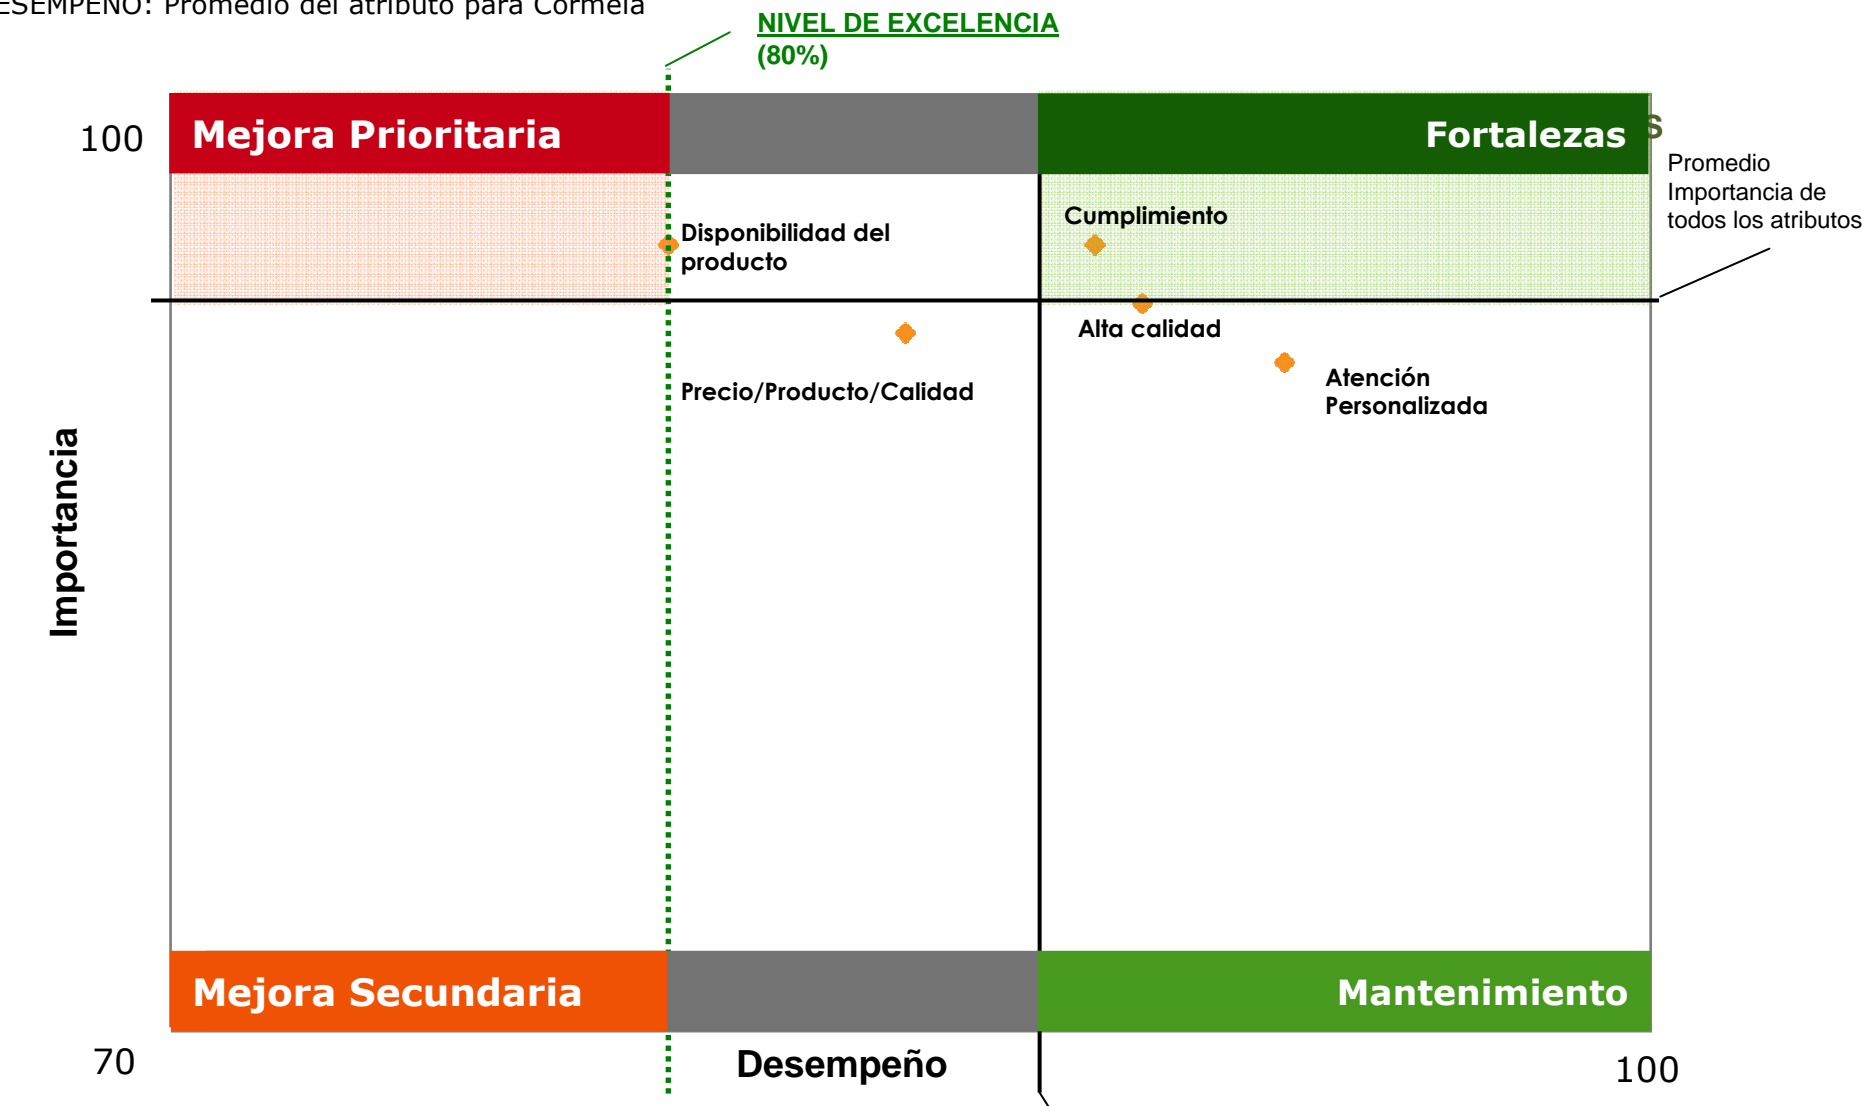 ESEMPEÑO: Promedio del atributo para Cormela
NIVEL DE EXCELENCIA
(80%)
100
Mejora Prioritaria
Fortalezas
S
Promedio
Importancia de
todos los atributos
Cumplimiento
Disponibilidad del
producto
Alta calidad
Precio/Producto/Calidad
Atención
Personalizada
Importancia
Mejora Secundaria
Mantenimiento
70
Desempeño
100